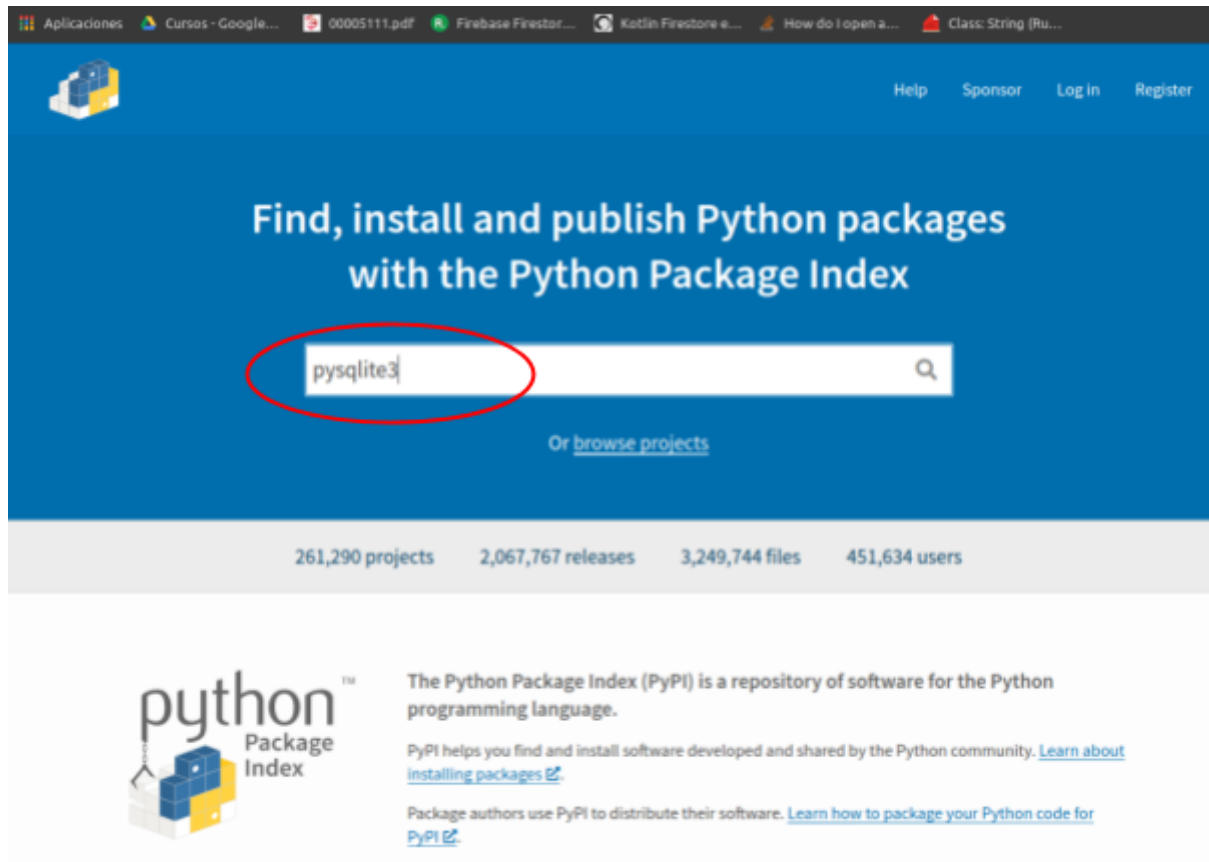 Aplicaciones Cursos - Google... 00005111.pdf Firebase Firestor... Kotlin Firestore e... How do I open a... Class: String (Ru...
Help Sponsor Log in Register
Find, install and publish Python packages
with the Python Package Index
pysqlite3
Or browse projects
261,290 projects 2,067,767 releases 3,249,744 files 451,634 users
python™
Package
Index
The Python Package Index (PyPI) is a repository of software for the Python
programming language.
PyPI helps you find and install software developed and shared by the Python community. Learn about
installing packages.
Package authors use PyPI to distribute their software. Learn how to package your Python code for
PyPI.